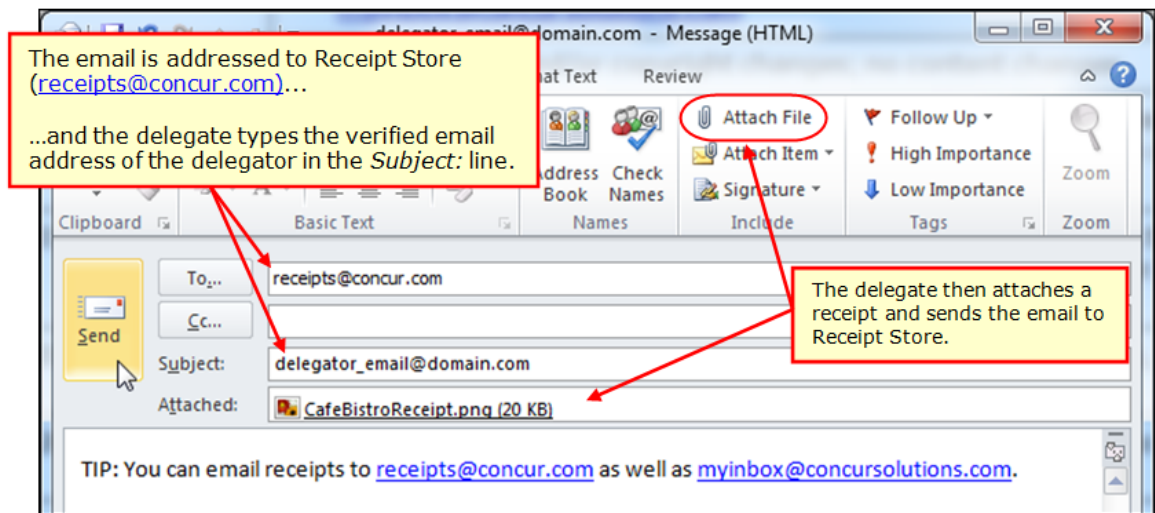 delegator_email@domain.com - Message (HTML)
The email is addressed to Receipt Store
(receipts@concur.com)...
...and the delegate types the verified email
address of the delegator in the Subject: line.
Format Text Review
Attach File
Attach Item
Signature
Include
Address
Book
Check
Names
Names
Follow Up
High Importance
Low Importance
Tags
Zoom
Zoom
Clipboard
Basic Text
Send
To...
receipts@concur.com
Cc...
Subject:
delegator_email@domain.com
Attached:
CafeBistroReceipt.png (20 KB)
The delegate then attaches a
receipt and sends the email to
Receipt Store.
TIP: You can email receipts to receipts@concur.com as well as myinbox@concursolutions.com.